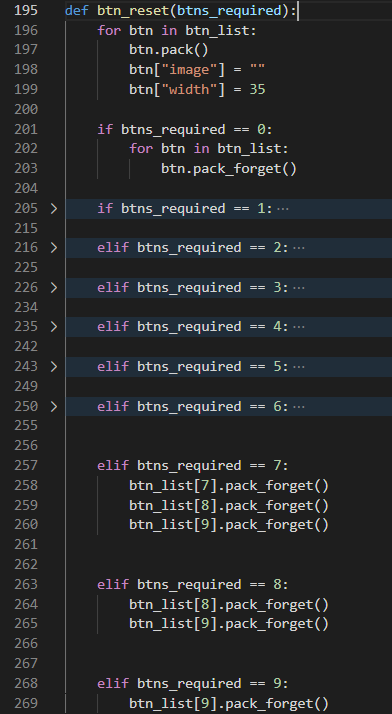 195 def btn_reset(btns_required):
196     for btn in btn_list:
197         btn.pack()
198         btn["image"] = ""
199         btn["width"] = 35
200
201     if btns_required == 0:
202         for btn in btn_list:
203             btn.pack_forget()
204
205 >   if btns_required == 1:···
215
216 >   elif btns_required == 2:···
225
226 >   elif btns_required == 3:···
234
235 >   elif btns_required == 4:···
242
243 >   elif btns_required == 5:···
249
250 >   elif btns_required == 6:···
255
256
257     elif btns_required == 7:
258         btn_list[7].pack_forget()
259         btn_list[8].pack_forget()
260         btn_list[9].pack_forget()
261
262
263     elif btns_required == 8:
264         btn_list[8].pack_forget()
265         btn_list[9].pack_forget()
266
267
268     elif btns_required == 9:
269         btn_list[9].pack_forget()